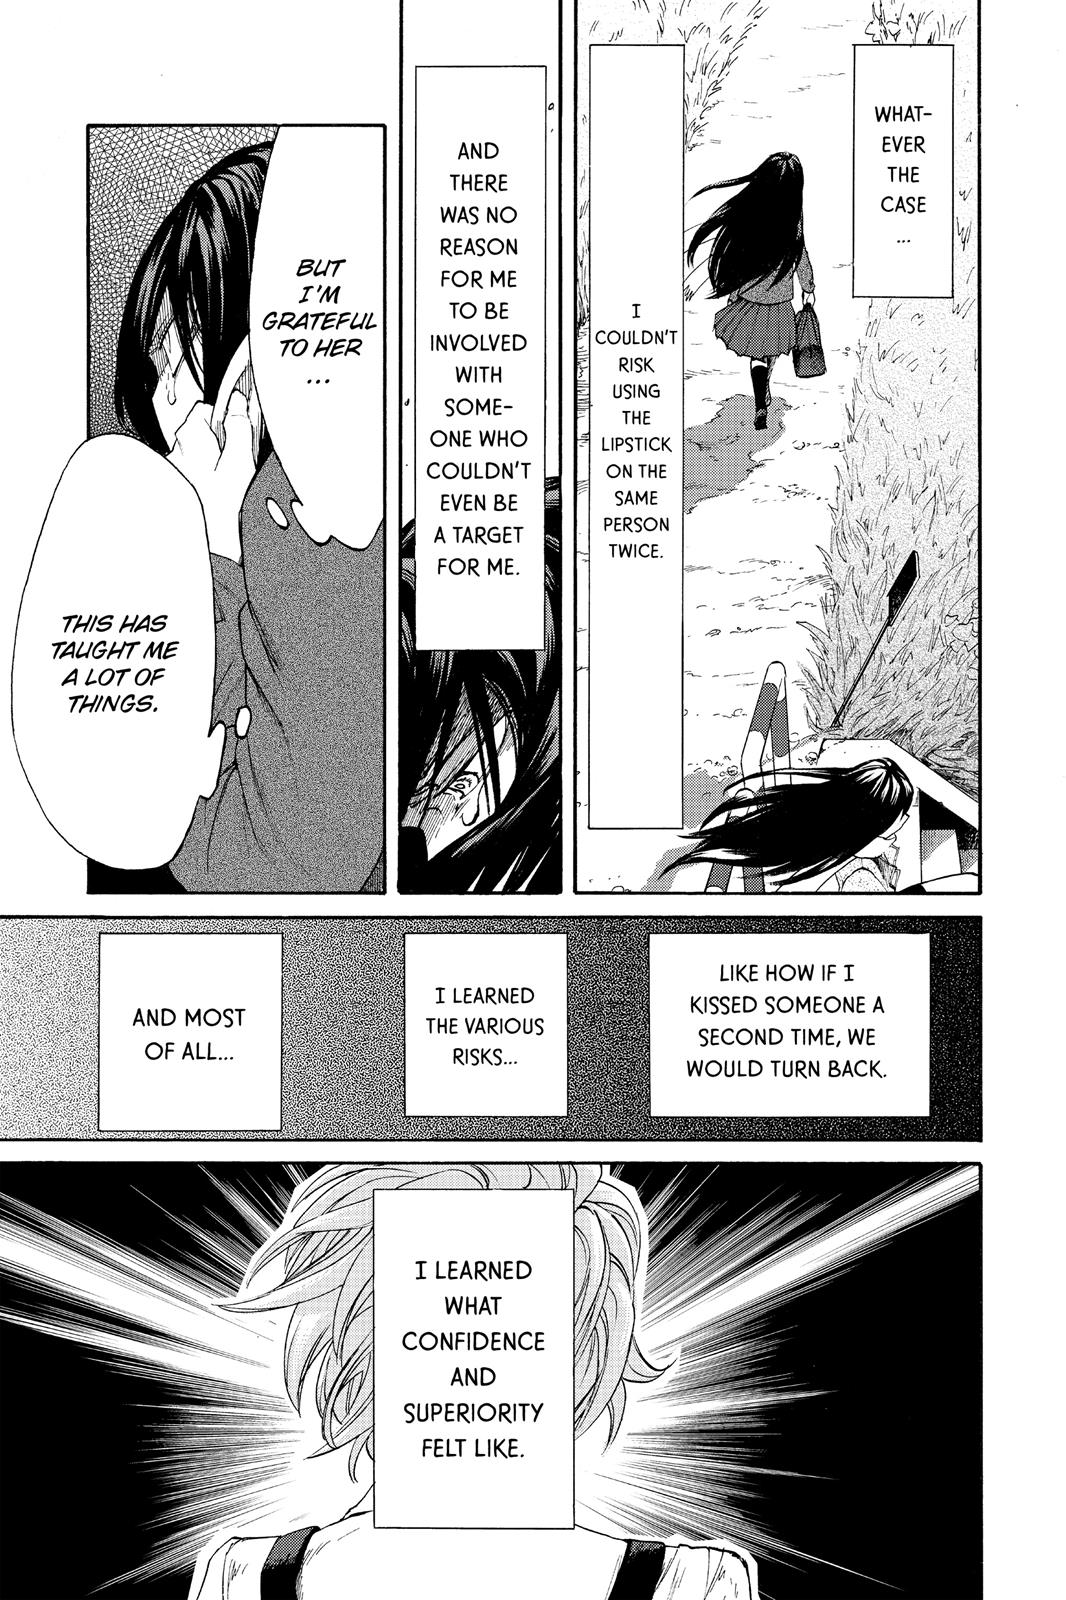 WHAT-
EVER
THE
CASE
...
I
COULDN'T
RISK
USING
THE
LIPSTICK
ON THE
SAME
PERSON
TWICE.
AND
THERE
WAS NO
REASON
FOR ME
TO BE
INVOLVED
WITH
SOME-
ONE WHO
COULDN'T
EVEN BE
A TARGET
FOR ME.
BUT
I'M
GRATEFUL
TO HER
...
THIS HAS
TAUGHT ME
A LOT OF
THINGS.
LIKE HOW IF I
KISSED SOMEONE A
SECOND TIME, WE
WOULD TURN BACK.
I LEARNED
THE VARIOUS
RISKS...
AND MOST
OF ALL...
I LEARNED
WHAT
CONFIDENCE
AND
SUPERIORITY
FELT LIKE.